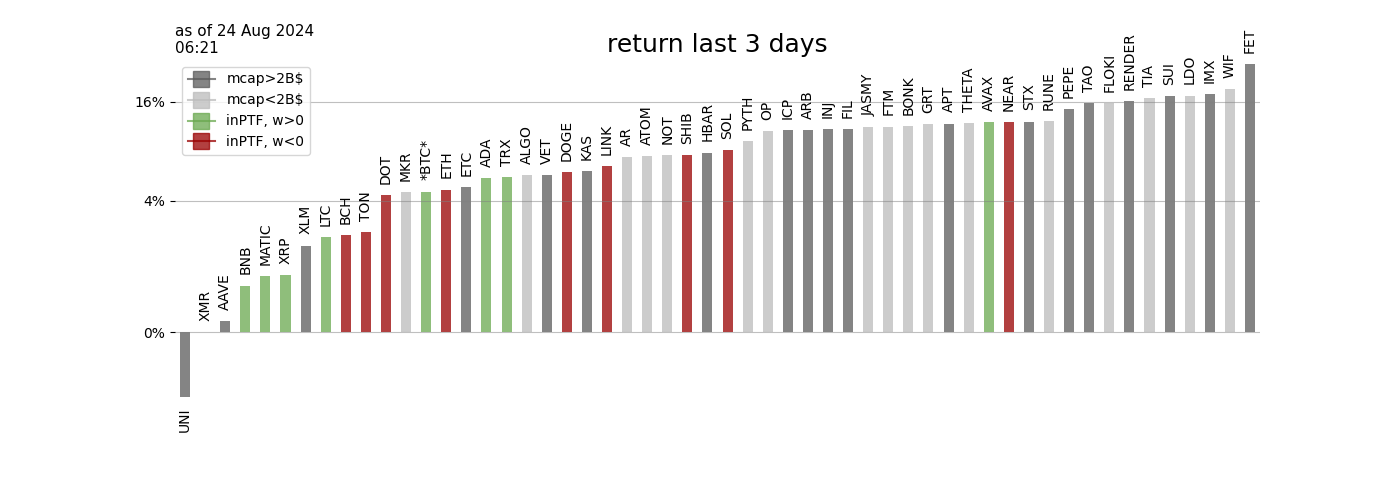 as of 24 Aug 2024
06:21
return last 3 days
mcap>2B$
mcap<2B$
inPTF, w>0
inPTF, w<0
16%
4%
0%
UNI
XMR
AAVE
BNB
MATIC
XRP
XLM
LTC
BCH
TON
DOT
MKR
*BTC*
ETH
ETC
ADA
TRX
ALGO
VET
DOGE
KAS
LINK
AR
ATOM
NOT
SHIB
HBAR
SOL
PYTH
OP
ICP
ARB
INJ
FIL
JASMY
FTM
BONK
GRT
APT
THETA
AVAX
NEAR
STX
RUNE
PEPE
TAO
FLOKI
RENDER
TIA
SUI
LDO
IMX
WIF
FET